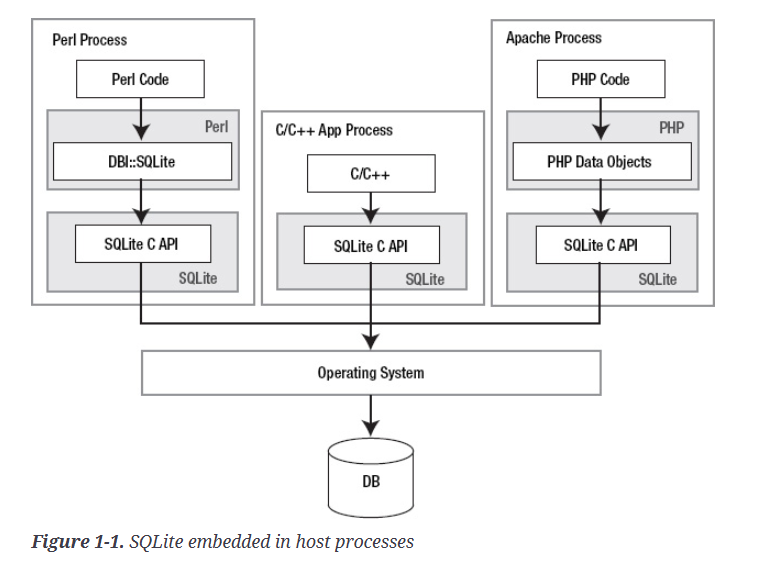 Perl Process
Perl Code
Perl
DBI::SQLite
SQLite C API
SQLite
C/C++ App Process
C/C++
SQLite C API
SQLite
Apache Process
PHP Code
PHP
PHP Data Objects
SQLite C API
SQLite
Operating System
DB
Figure 1-1. SQLite embedded in host processes